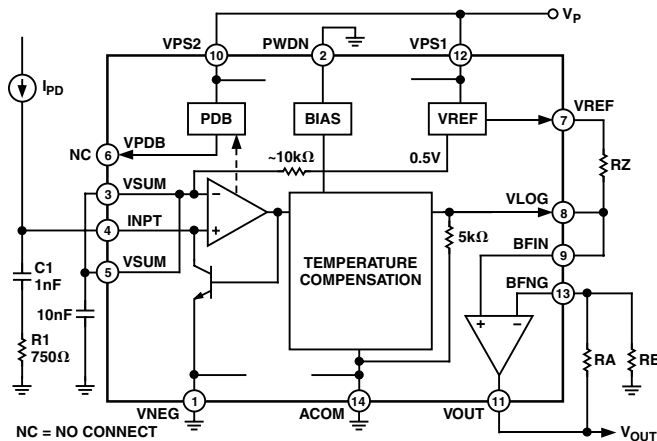 VP
VPS2
PWDN
VPS1
10
2
12
IPD
PDB
BIAS
VREF
7
VREF
VPDB
NC
6
~10kΩ
0.5V
RZ
3
VSUM
−
VLOG
8
4
INPT
+
5kΩ
BFIN
9
5
VSUM
TEMPERATURE
COMPENSATION
BFNG
13
C1
1nF
10nF
R1
750Ω
+
−
RA
RB
1
14
11
VNEG
ACOM
VOUT
VOUT
NC = NO CONNECT